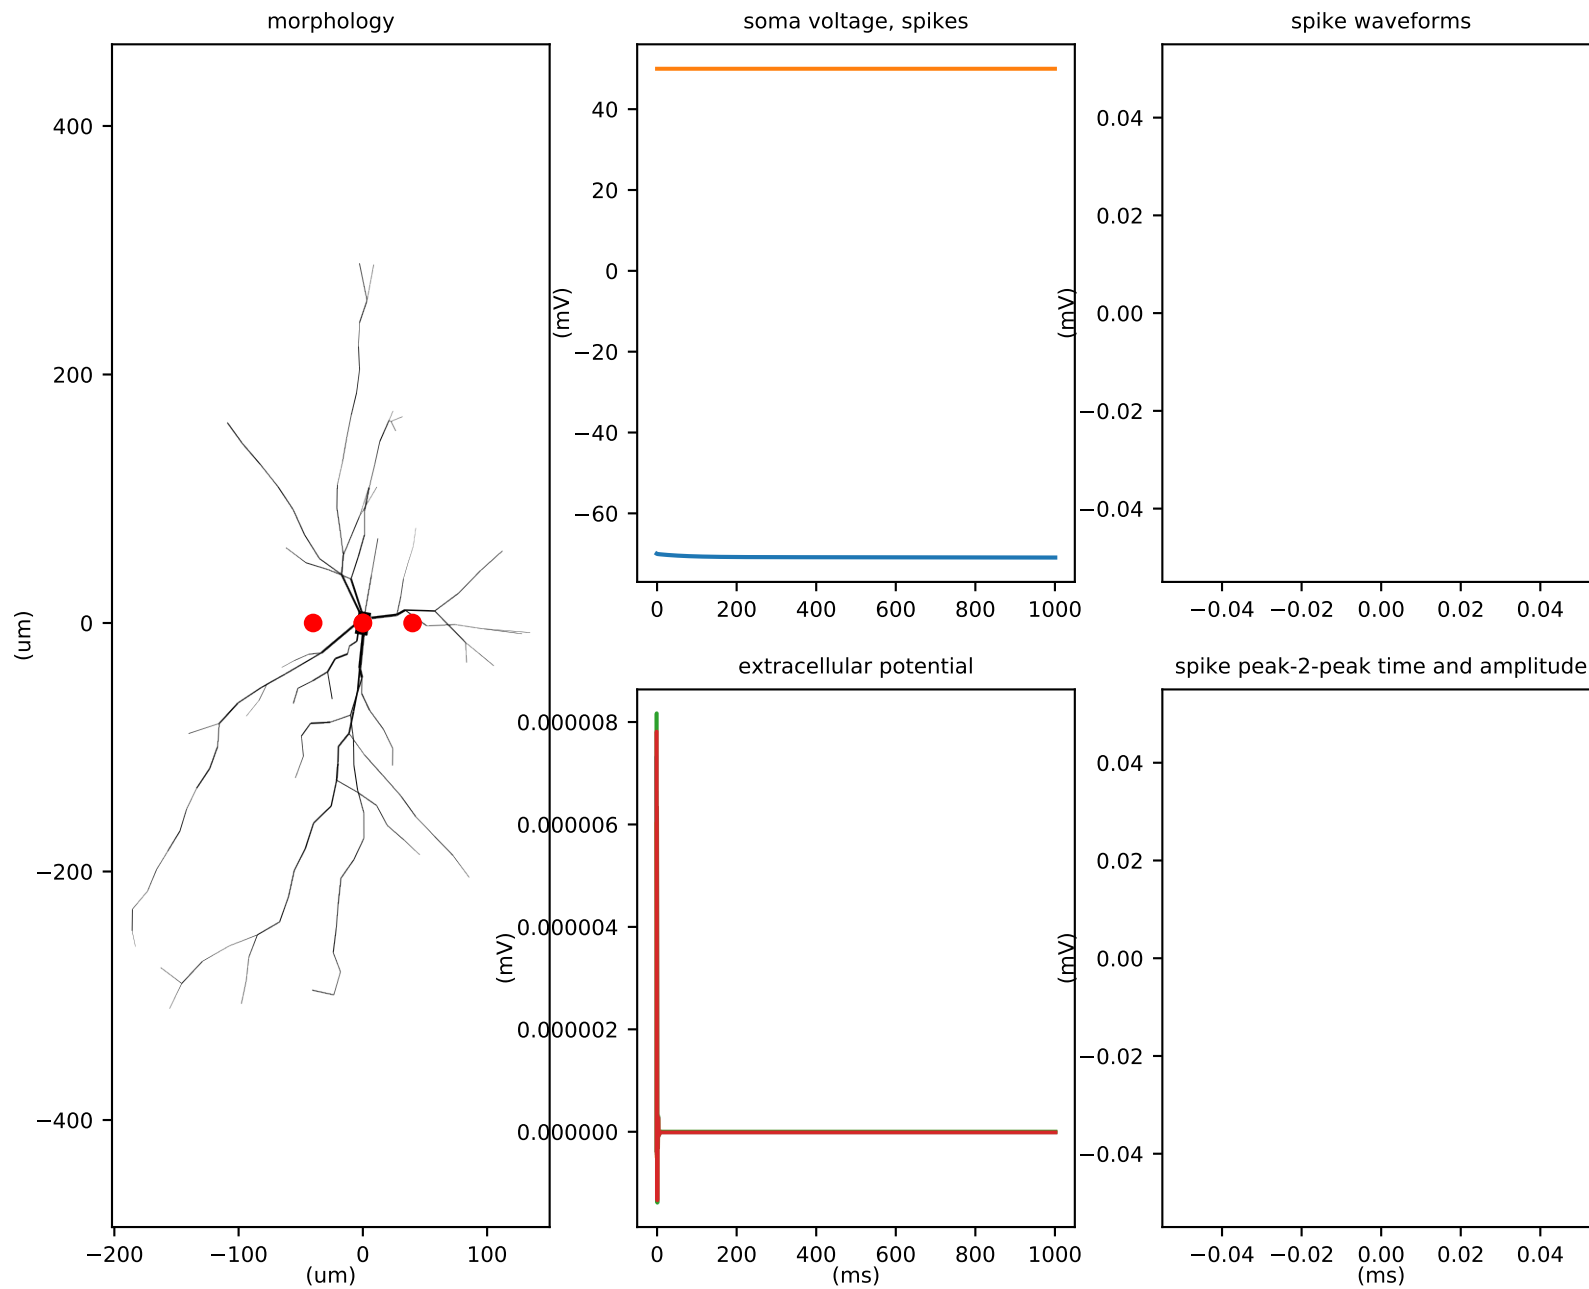 morphology
400
200
0
−200
−400
(um)
−200 −100 0 100
(um)
soma voltage, spikes
40
20
0
−20
−40
−60
(mV)
0 200 400 600 800 1000
spike waveforms
0.04
0.02
0.00
−0.02
−0.04
(mV)
−0.04 −0.02 0.00 0.02 0.04
extracellular potential
0.000008
0.000006
0.000004
0.000002
0.000000
(mV)
0 200 400 600 800 1000
(ms)
spike peak-2-peak time and amplitude
0.04
0.02
0.00
−0.02
−0.04
(mV)
−0.04 −0.02 0.00 0.02 0.04
(ms)